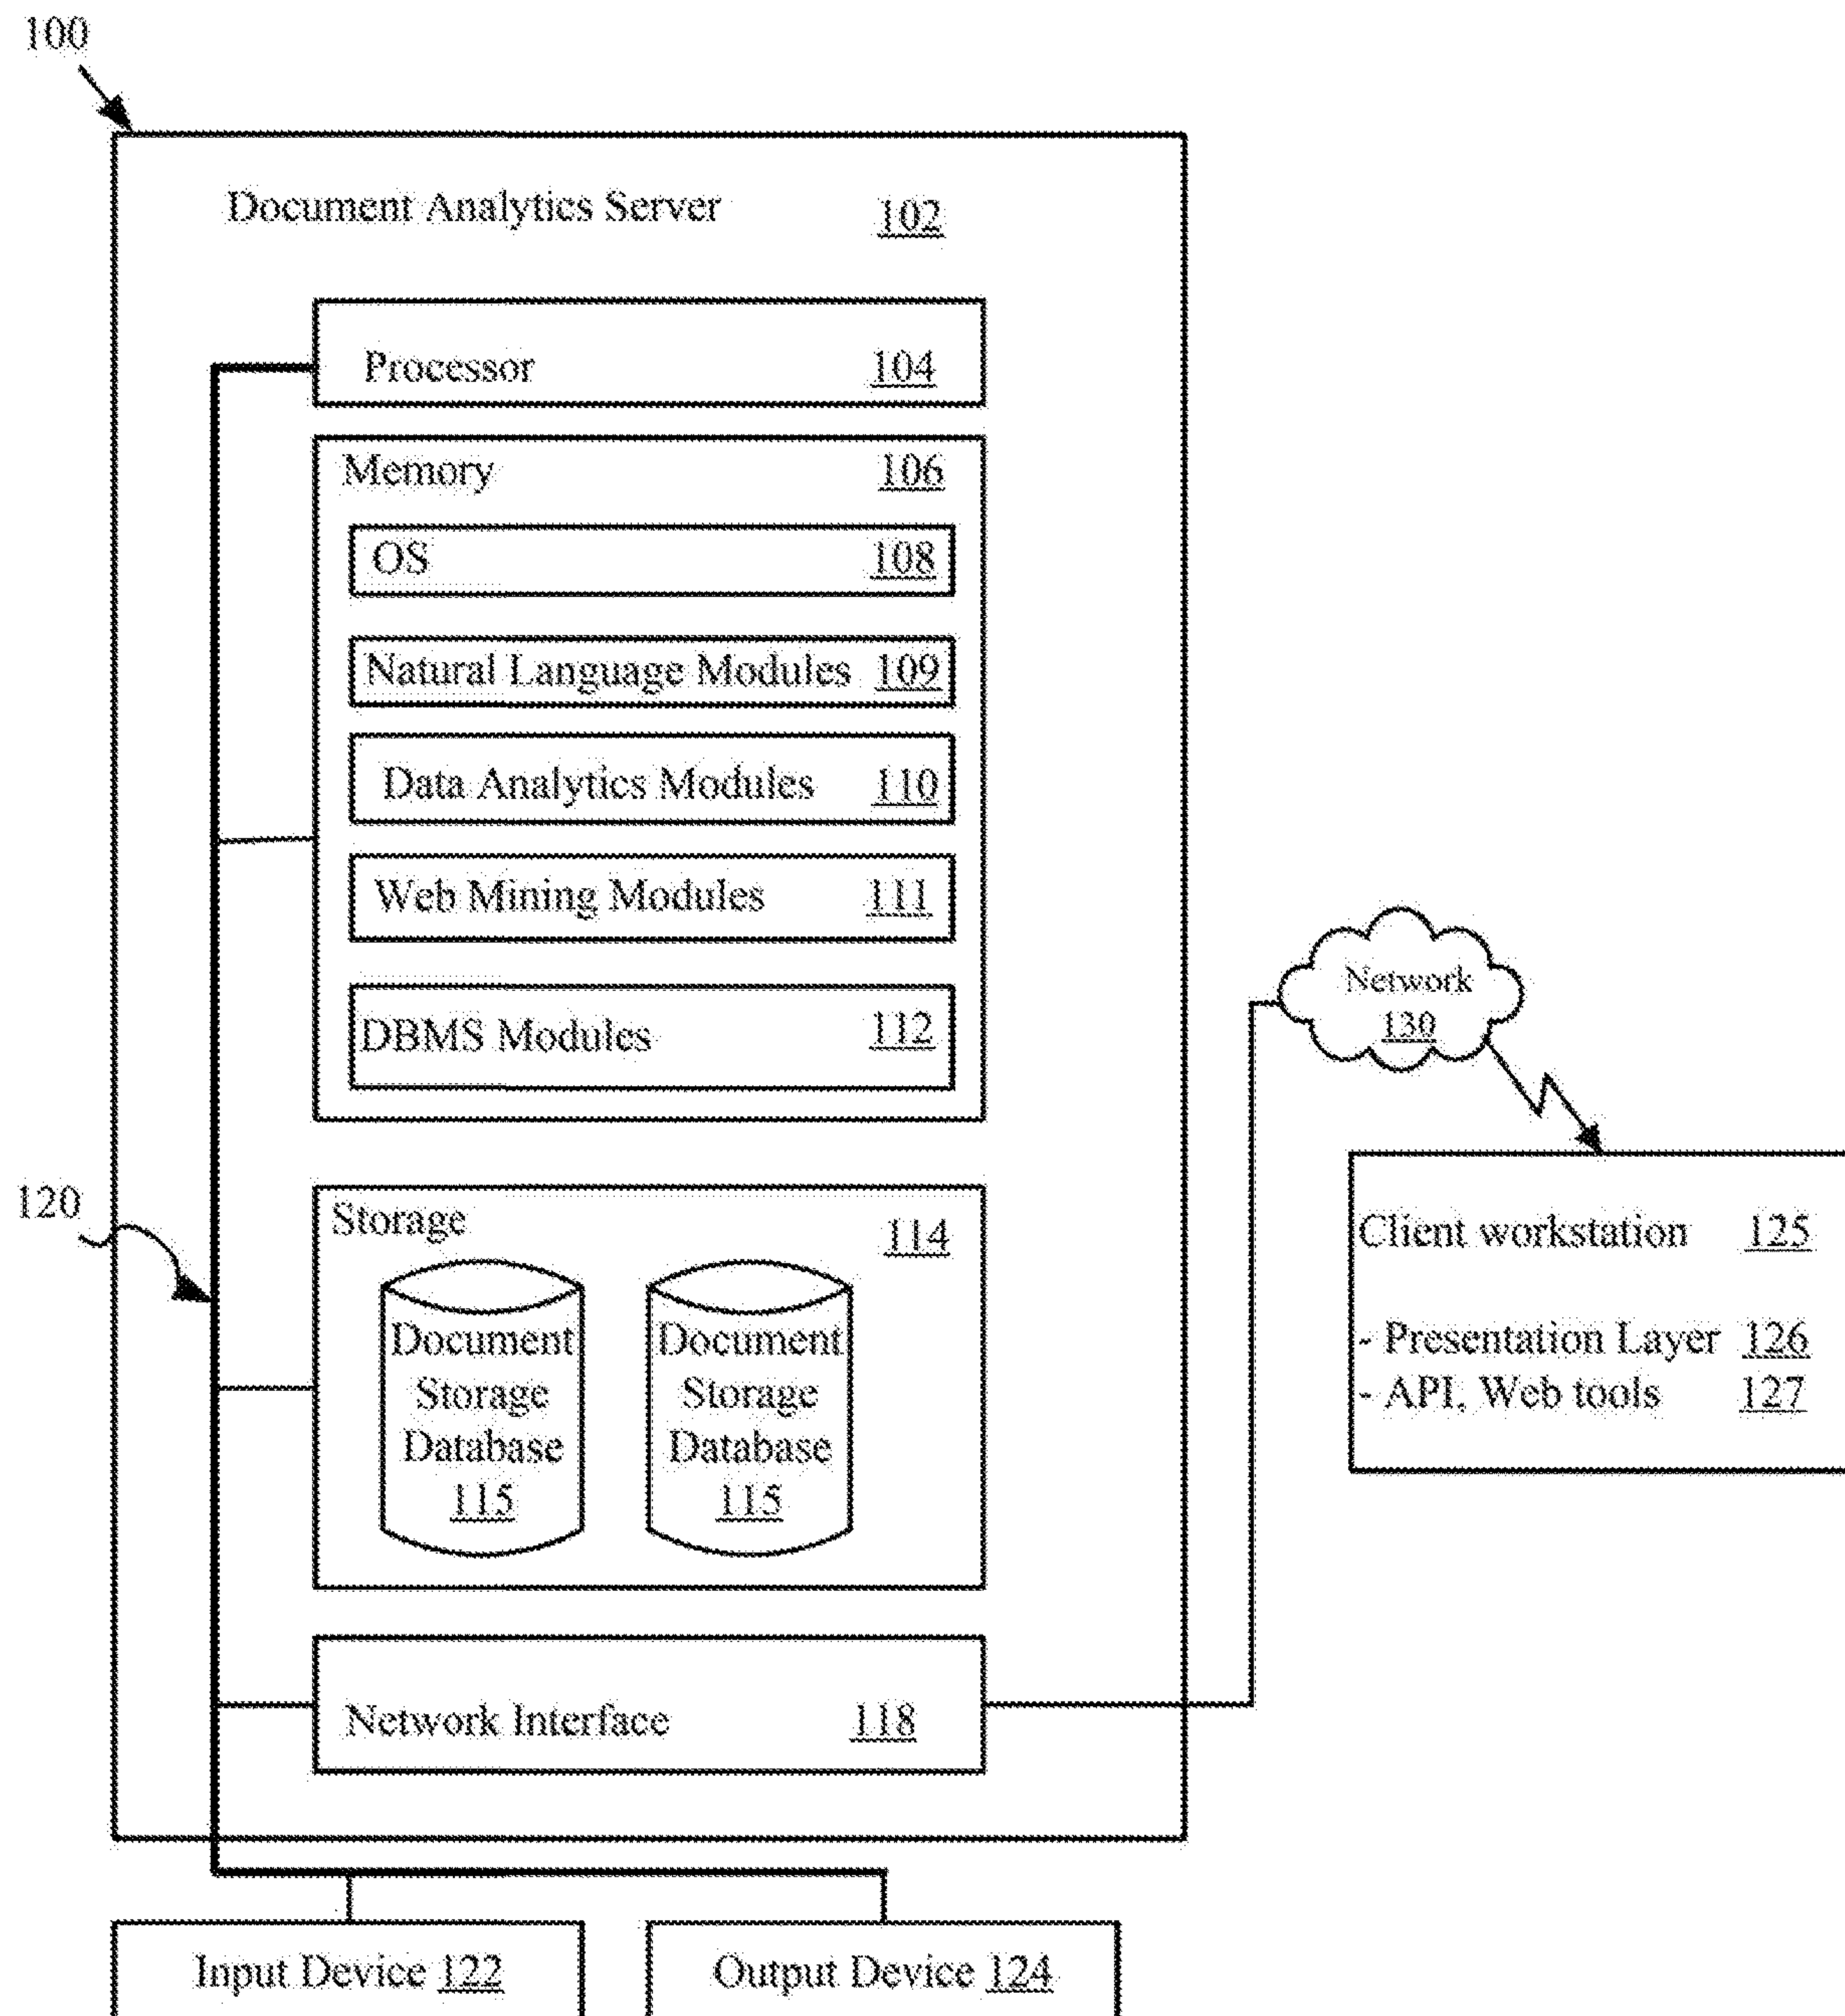 100
Document Analytics Server 102
Processor 104
Memory 106
OS 108
Natural Language Modules 109
Data Analytics Modules 110
Web Mining Modules 111
DBMS Modules 112
Network
130
120
Storage 114
Document
Storage
Database
115
Document
Storage
Database
115
Client workstation 125
- Presentation Layer 126
- API, Web tools 127
Network Interface 118
Input Device 122
Output Device 124